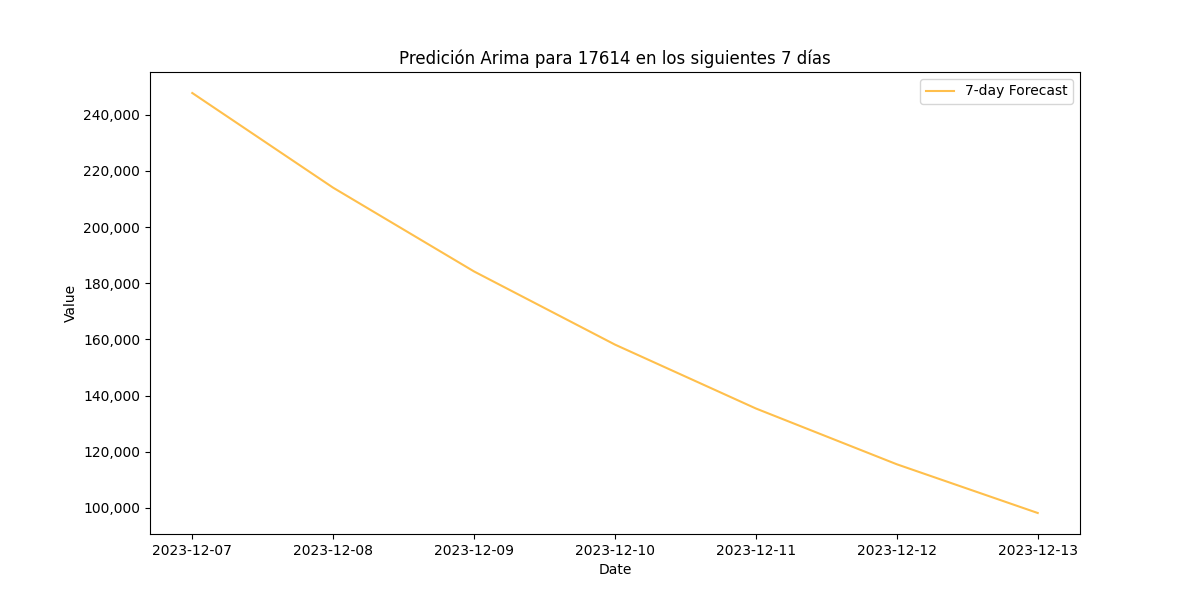 Predición Arima para 17614 en los siguientes 7 días
7-day Forecast
Value
240,000
220,000
200,000
180,000
160,000
140,000
120,000
100,000
2023-12-07 2023-12-08 2023-12-09 2023-12-10 2023-12-11 2023-12-12 2023-12-13
Date